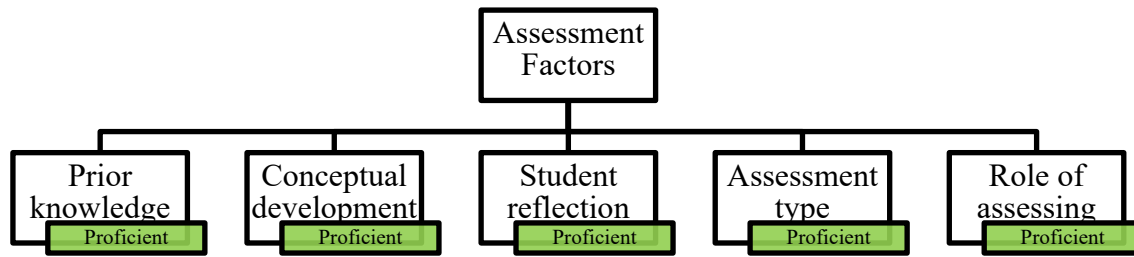 Assessment
Factors
Prior
knowledge
Proficient
Conceptual
development
Proficient
Student
reflection
Proficient
Assessment
type
Proficient
Role of
assessing
Proficient